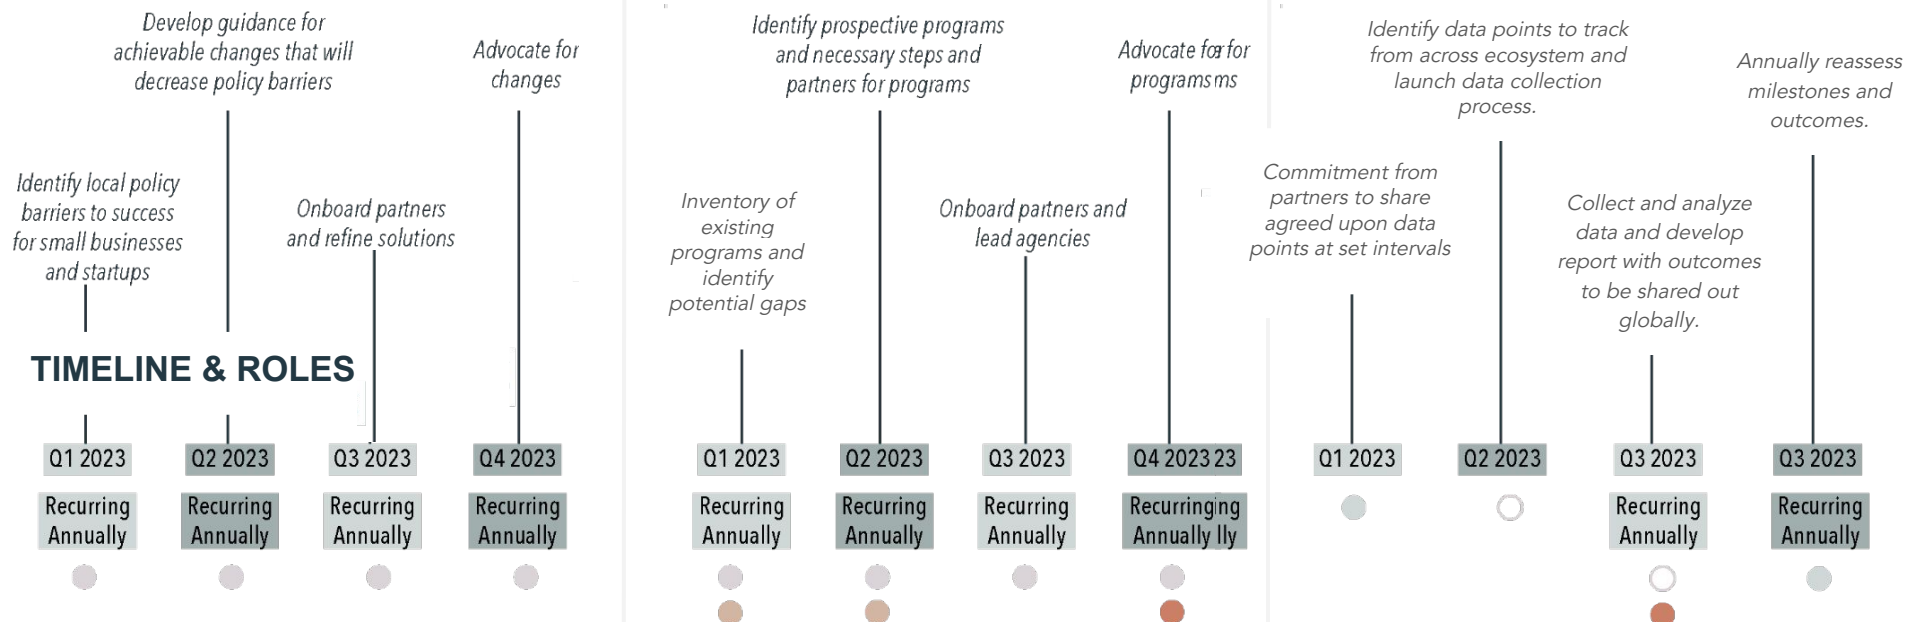 Develop guidance for
achievable changes that will
decrease policy barriers
Advocate for
changes
Identify local policy
barriers to success
for small businesses
and startups
Onboard partners
and refine solutions
TIMELINE & ROLES
Q1 2023
Q2 2023
Q3 2023
Q4 2023
Recurring
Annually
Recurring
Annually
Recurring
Annually
Recurring
Annually
Identify prospective programs
and necessary steps and
partners for programs
Advocate for for
programs ms
Inventory of
existing
programs and
identify
potential gaps
Onboard partners and
lead agencies
Q1 2023
Q2 2023
Q3 2023
Q4 2023 23
Recurring
Annually
Recurring
Annually
Recurring
Annually
Recurring ing
Annually lly
Identify data points to track
from across ecosystem and
launch data collection
process.
Annually reassess
milestones and
outcomes.
Commitment from
partners to share
agreed upon data
points at set intervals
Collect and analyze
data and develop
report with outcomes
to be shared out
globally.
Q1 2023
Q2 2023
Q3 2023
Q3 2023
Recurring
Annually
Recurring
Annually